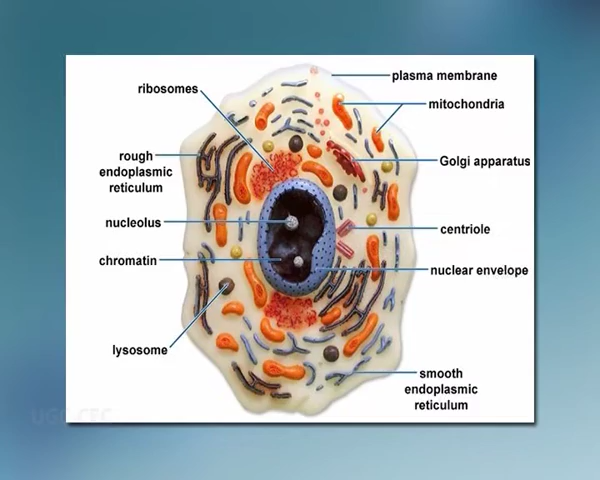 plasma membrane
ribosomes
mitochondria
rough
endoplasmic
reticulum
Golgi apparatus
nucleolus
centriole
chromatin
nuclear envelope
lysosome
smooth
endoplasmic
reticulum
UGC CEC